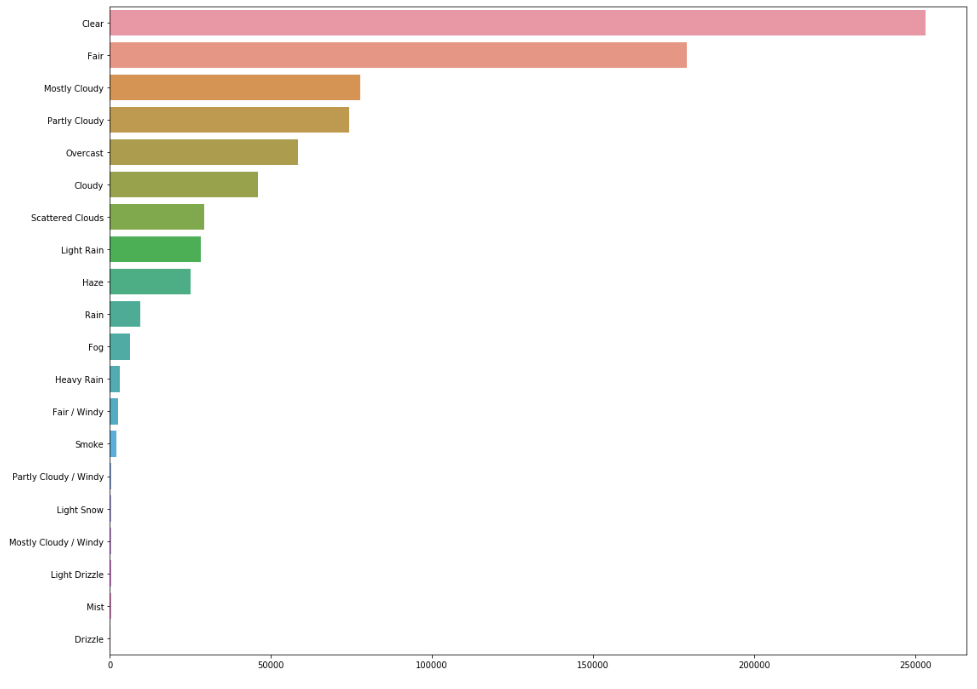 Clear
Fair
Mostly Cloudy
Partly Cloudy
Overcast
Cloudy
Scattered Clouds
Light Rain
Haze
Rain
Fog
Heavy Rain
Fair / Windy
Smoke
Partly Cloudy / Windy
Light Snow
Mostly Cloudy / Windy
Light Drizzle
Mist
Drizzle
0 50000 100000 150000 200000 250000